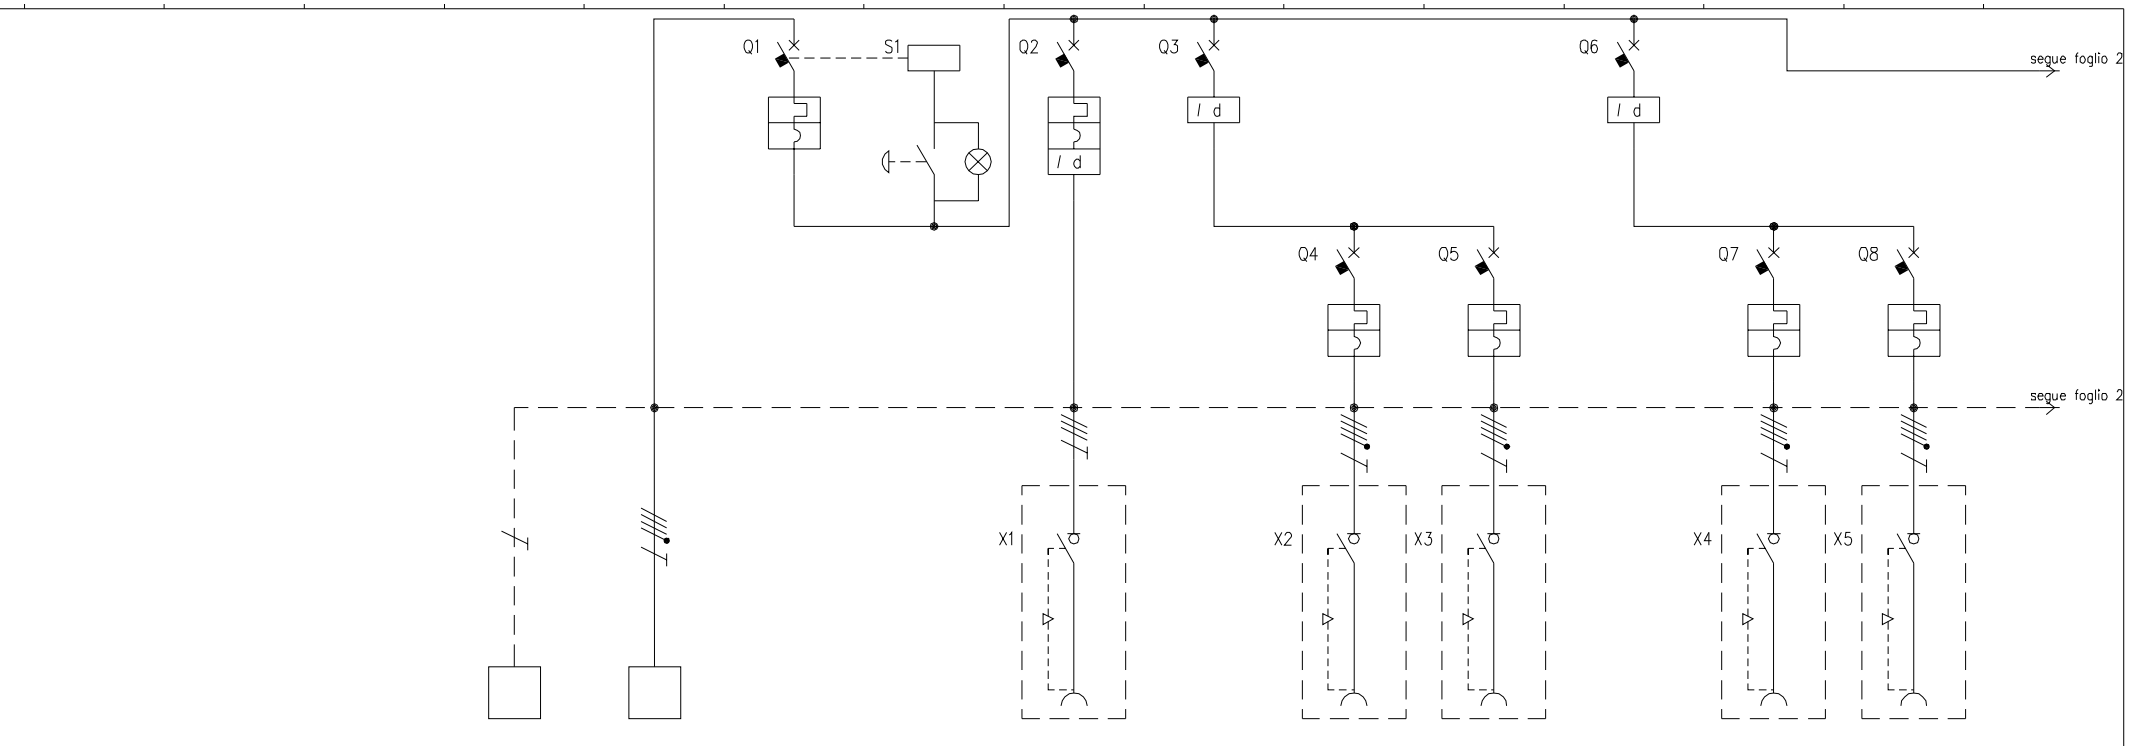 Q1
S1
Q2
Q3
Q6
segue foglio 2
I d
I d
I d
Q4
Q5
Q7
Q8
segue foglio 2
X1
X2
X3
X4
X5